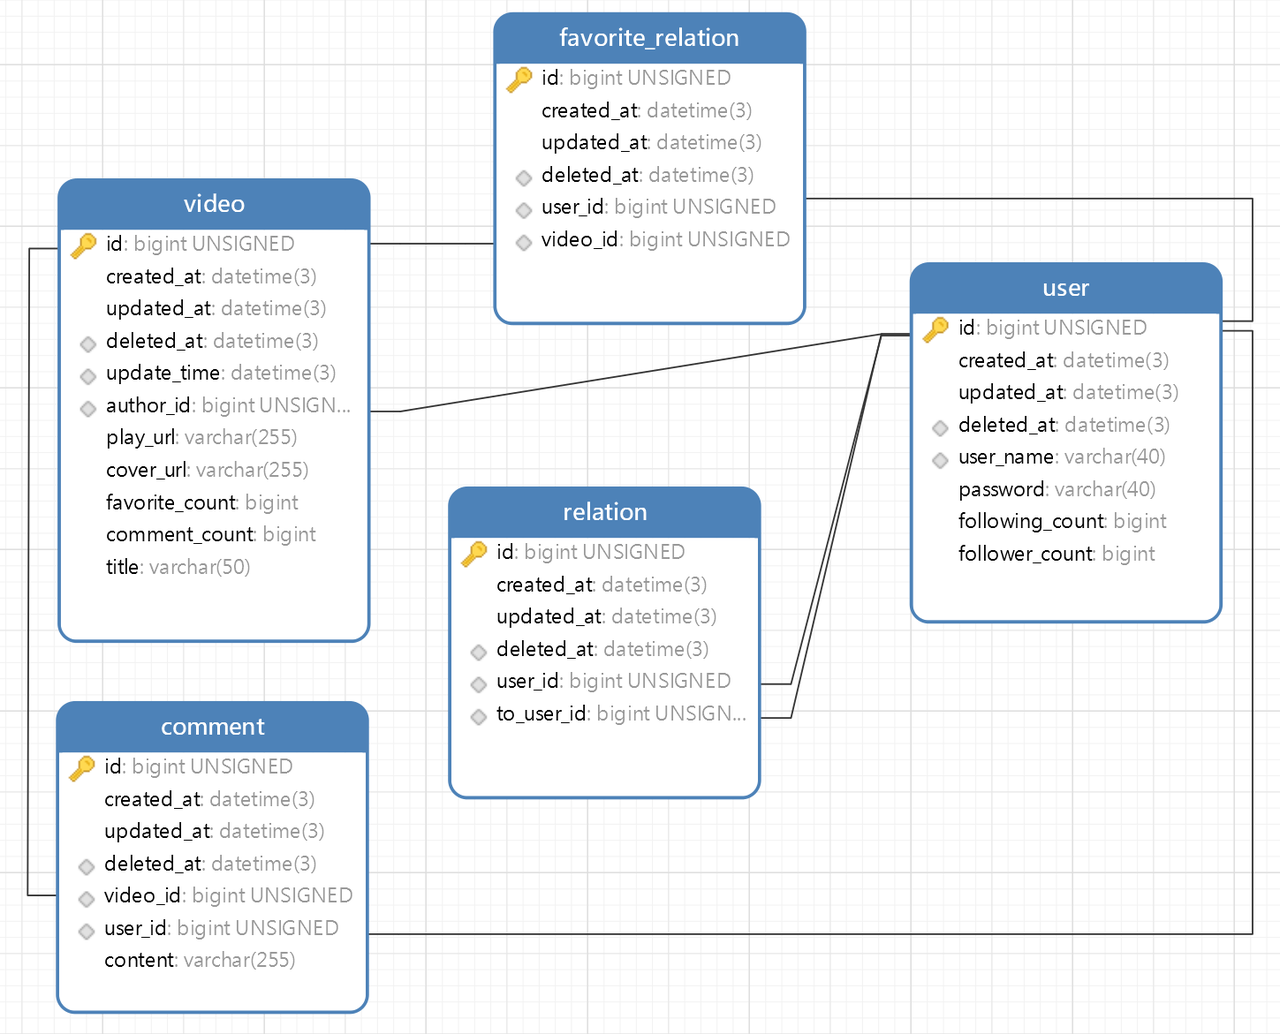 favorite_relation
id: bigint UNSIGNED
created_at: datetime(3)
updated_at: datetime(3)
deleted_at: datetime(3)
user_id: bigint UNSIGNED
video_id: bigint UNSIGNED
video
id: bigint UNSIGNED
created_at: datetime(3)
updated_at: datetime(3)
deleted_at: datetime(3)
update_time: datetime(3)
author_id: bigint UNSIGN...
play_url: varchar(255)
cover_url: varchar(255)
favorite_count: bigint
comment_count: bigint
title: varchar(50)
user
id: bigint UNSIGNED
created_at: datetime(3)
updated_at: datetime(3)
deleted_at: datetime(3)
user_name: varchar(40)
password: varchar(40)
following_count: bigint
follower_count: bigint
relation
id: bigint UNSIGNED
created_at: datetime(3)
updated_at: datetime(3)
deleted_at: datetime(3)
user_id: bigint UNSIGNED
to_user_id: bigint UNSIGN...
comment
id: bigint UNSIGNED
created_at: datetime(3)
updated_at: datetime(3)
deleted_at: datetime(3)
video_id: bigint UNSIGNED
user_id: bigint UNSIGNED
content: varchar(255)